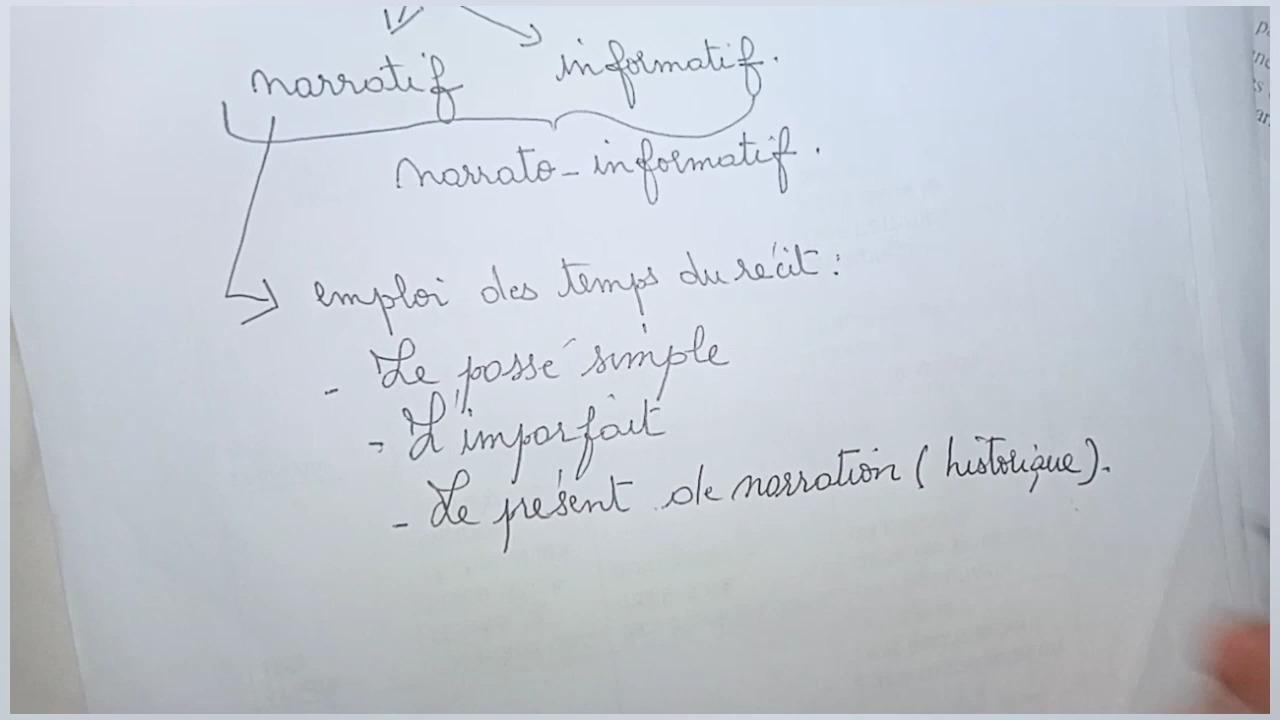 narratif informatif.
narrato-informatif.
emploi des temps du récit :
- Le passé simple
- L'imparfait
- Le présent de narration (historique).